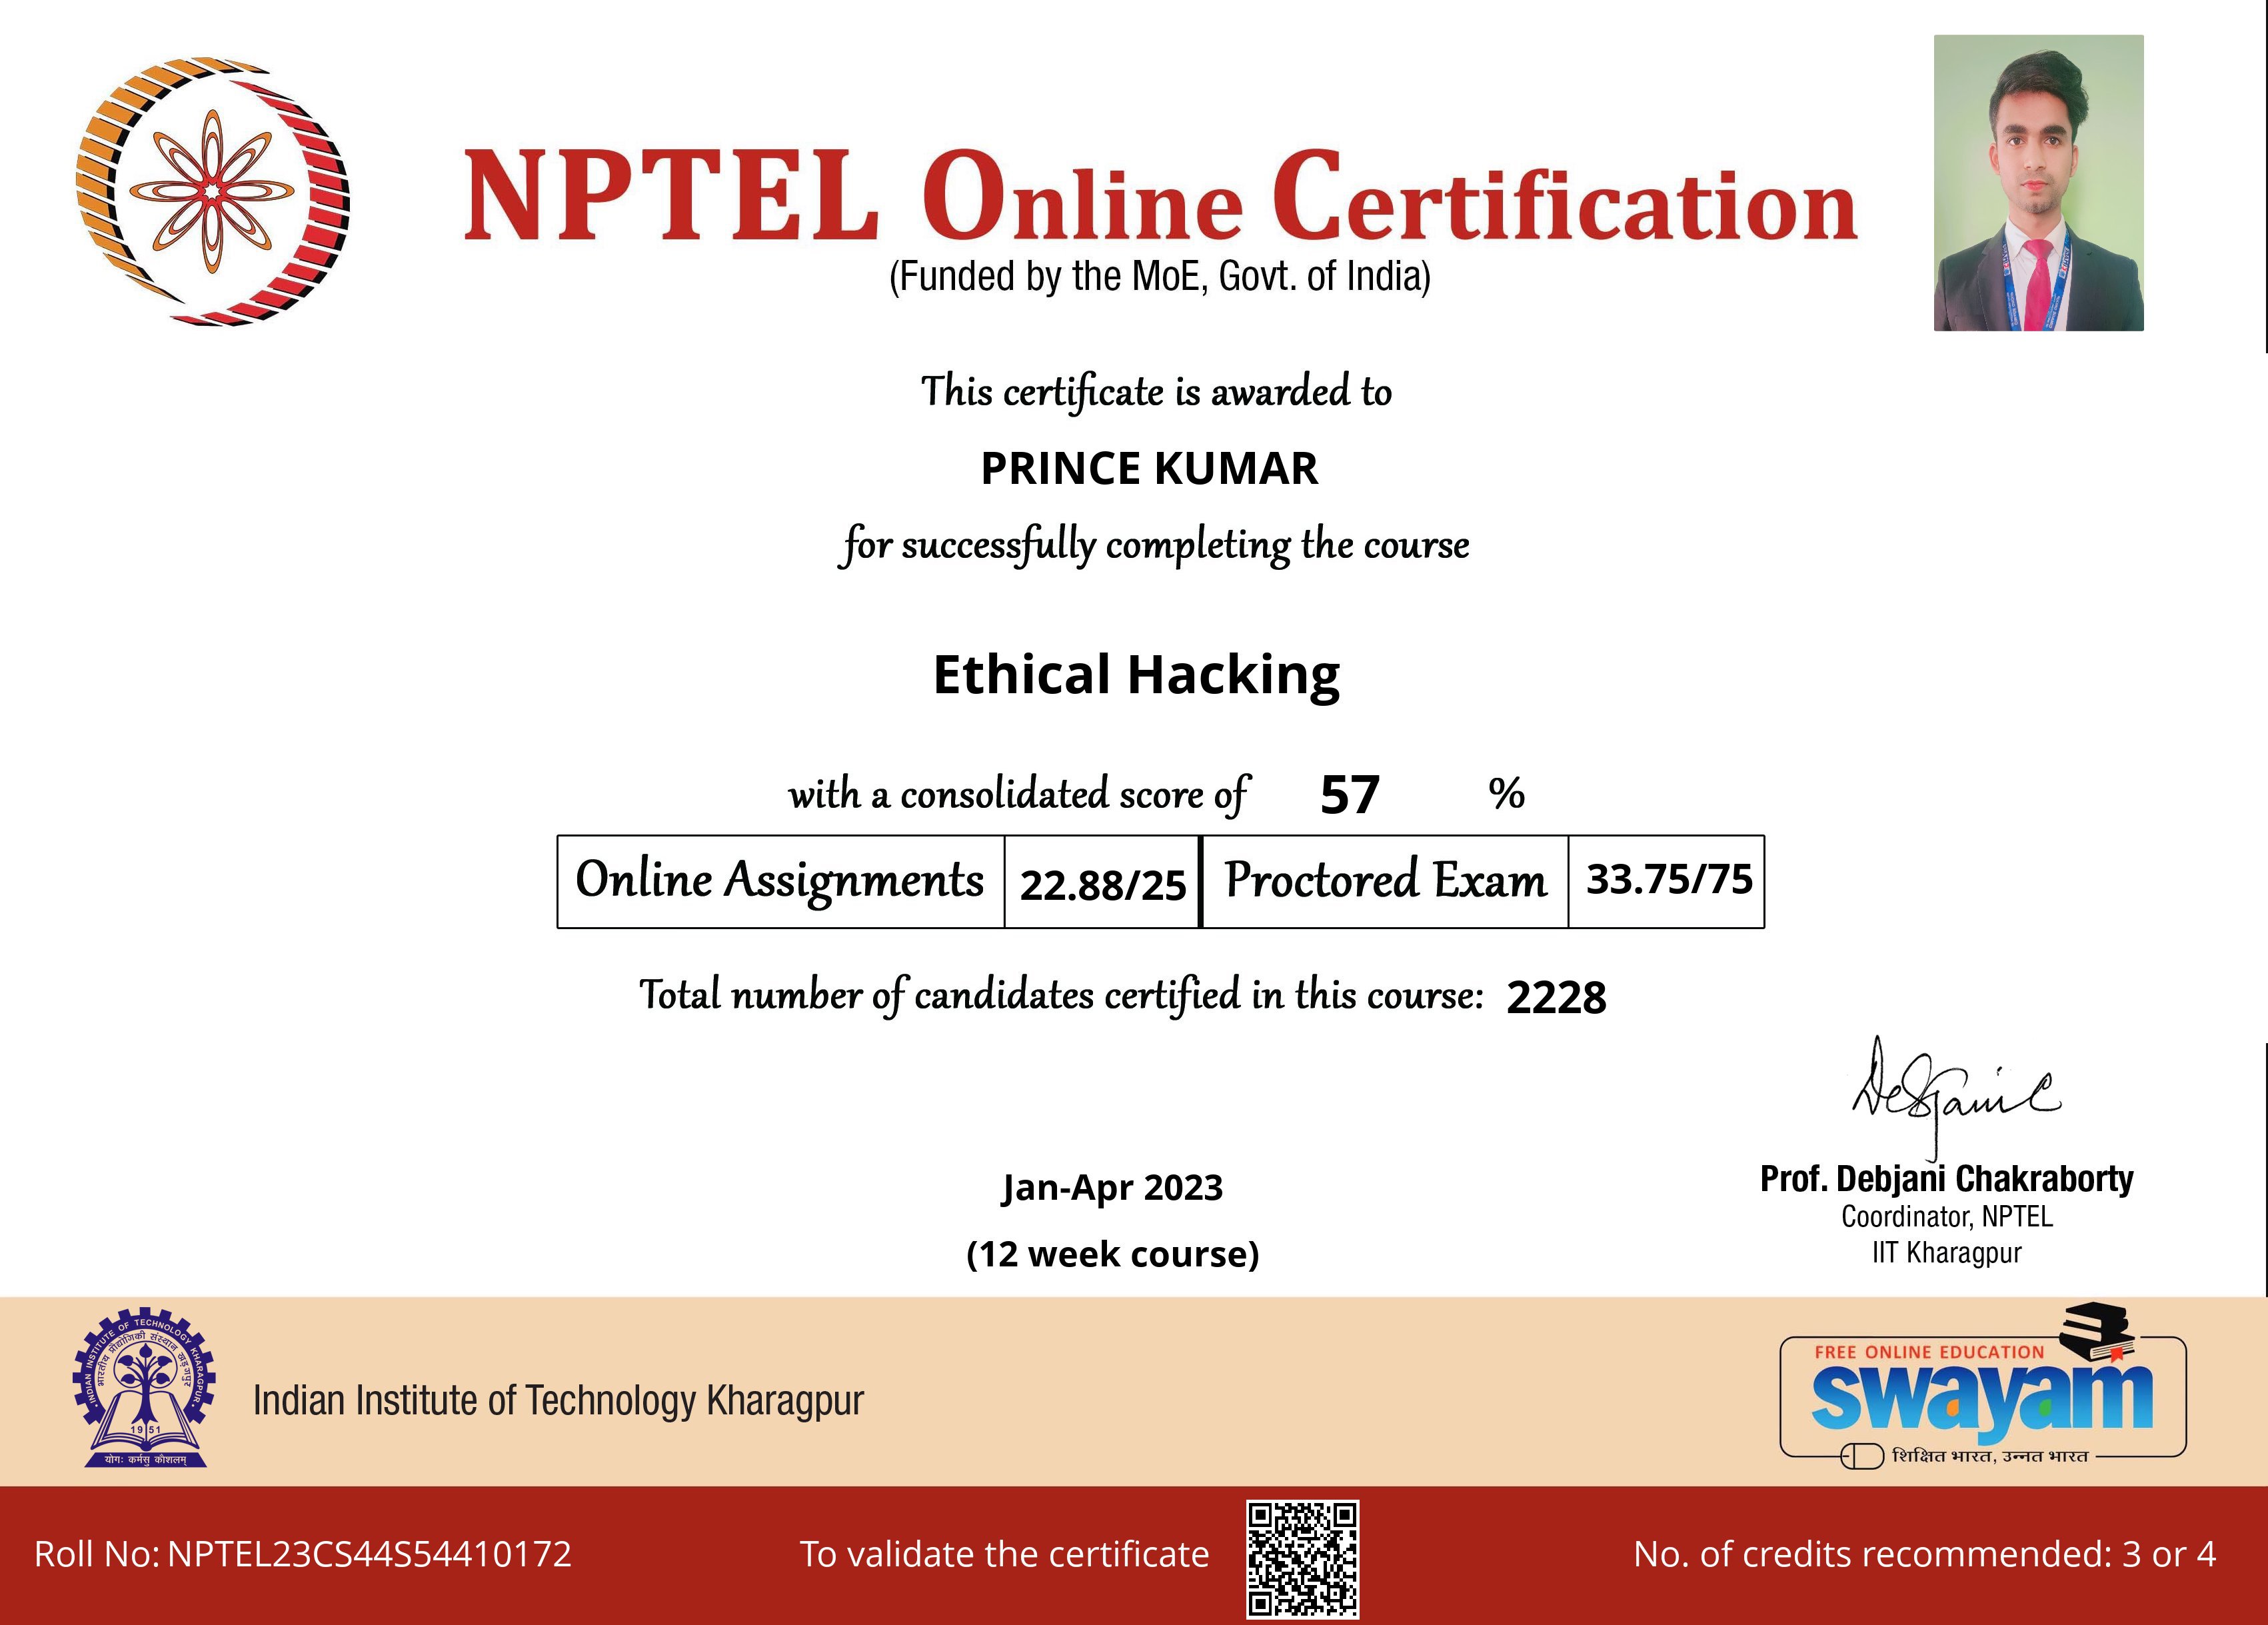 NPTEL Online Certification
(Funded by the MoE, Govt. of India)
This certificate is awarded to
PRINCE KUMAR
for successfully completing the course
Ethical Hacking
with a consolidated score of 57 %
Online Assignments 22.88/25 Proctored Exam 33.75/75
Total number of candidates certified in this course: 2228
Jan-Apr 2023
(12 week course)
Prof. Debjani Chakraborty
Coordinator, NPTEL
IIT Kharagpur
INDIAN INSTITUTE OF TECHNOLOGY KHARAGPUR
भारतीय प्रौद्योगिकी संस्थान खड़गपुर
1951
योगः कर्मसु कौशलम्
Indian Institute of Technology Kharagpur
FREE ONLINE EDUCATION
swayam
शिक्षित भारत, उन्नत भारत
Roll No: NPTEL23CS44S54410172
To validate the certificate
No. of credits recommended: 3 or 4